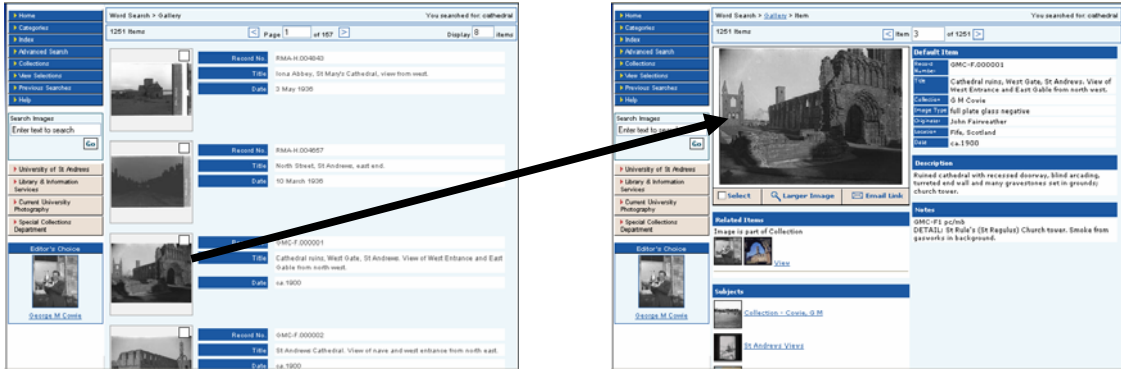 Home
Categories
Index
Advanced Search
Collections
View Selections
Previous Searches
Help
Search Images
Enter text to search
Go
University of St Andrews
Library & Information
Services
Current University
Photography
Special Collections
Department
Editor's Choice
George M Cowie
Word Search > Gallery
You searched for: cathedral
1251 Items
< Page 1 of 157 >
Display 8 items
Record No. RMA-H.004840
Title Iona Abbey, St Mary's Cathedral, view from west.
Date 3 May 1936
Record No. RMA-H.004657
Title North Street, St Andrews, east end.
Date 10 March 1936
GMC-F.000001
Title Cathedral ruins, West Gate, St Andrews. View of West Entrance and East
Gable from north west.
Date ca.1900
Record No. GMC-F.000002
Title St Andrews Cathedral. View of nave and west entrance from north east.
Date ca.1900
Home
Categories
Index
Advanced Search
Collections
View Selections
Previous Searches
Help
Search Images
Enter text to search
Go
University of St Andrews
Library & Information
Services
Current University
Photography
Special Collections
Department
Editor's Choice
George M Cowie
Word Search > Gallery > Item
You searched for: cathedral
1251 Items
< Item 3 of 1251 >
Select
Larger Image
Email Link
Related Items
Image is part of Collection
View
Subjects
Collection - Cowie, G M
St Andrews Views
Default Item
Record GMC-F.000001
Number
Title Cathedral ruins, West Gate, St Andrews. View of
West Entrance and East Gable from north west.
Collection G M Cowie
Image Type full plate glass negative
Originator John Fairweather
Location Fife, Scotland
Date ca.1900
Description
Ruined cathedral with recessed doorway, blind arcading,
turreted end wall and many gravestones set in grounds;
church tower.
Notes
GMC-F1 pc/mb
DETAIL: St Rule's (St Regulus) Church tower. Smoke from
gasworks in background.